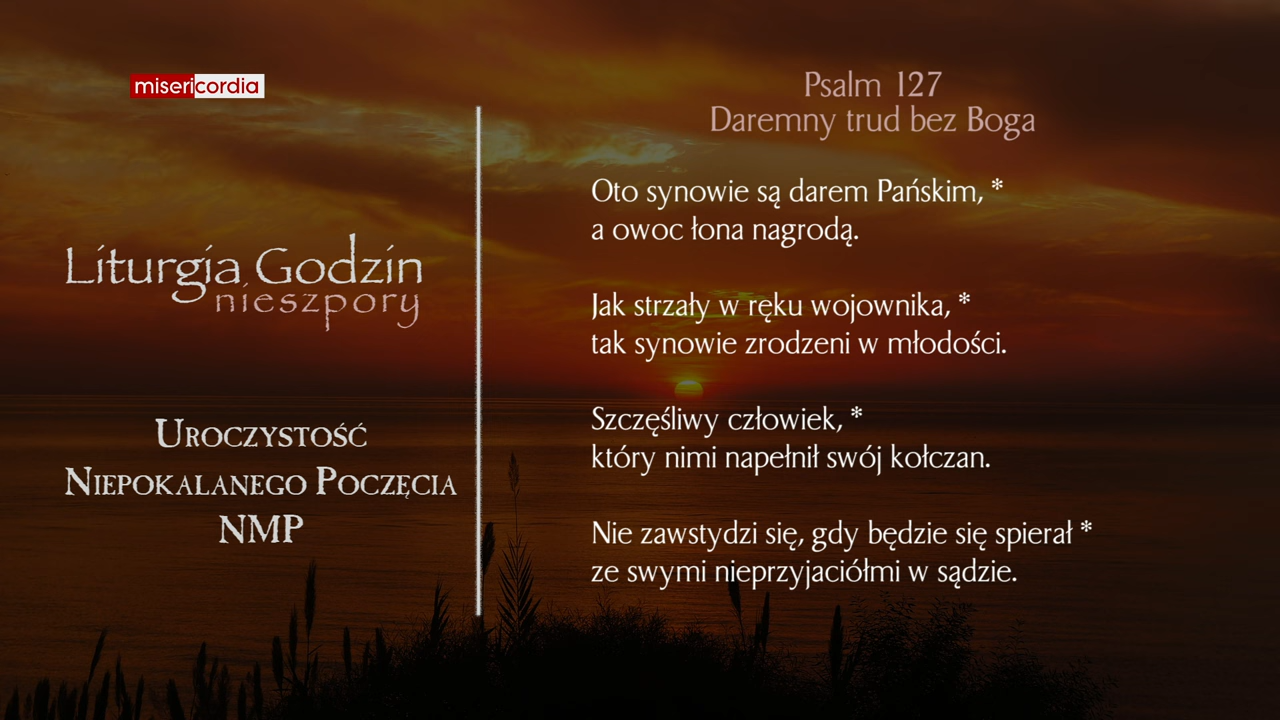 misericordia
Liturgia Godzin
nieszpory
Uroczystość
Niepokalanego Poczęcia
NMP
Psalm 127
Daremny trud bez Boga
Oto synowie są darem Pańskim, *
a owoc łona nagrodą.
Jak strzały w ręku wojownika, *
tak synowie zrodzeni w młodości.
Szczęśliwy człowiek, *
który nimi napełnił swój kołczan.
Nie zawstydzi się, gdy będzie się spierał *
ze swymi nieprzyjaciółmi w sądzie.